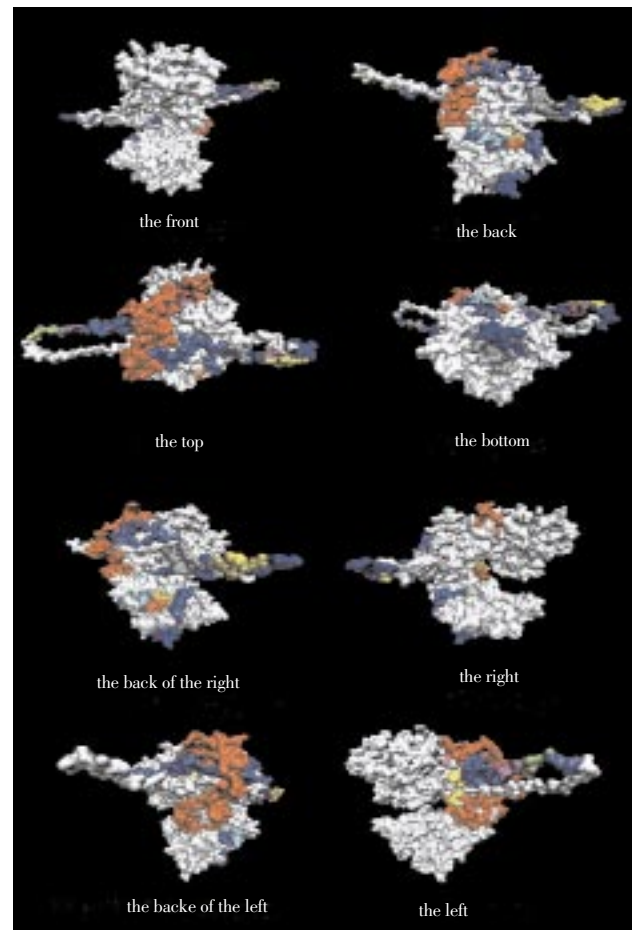 the front
the back
the top
the bottom
the back of the right
the right
the backe of the left
the left